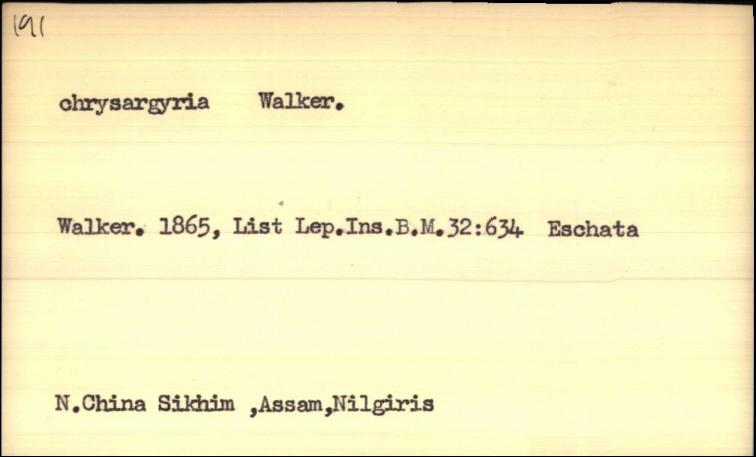 191
chrysargyria Walker.
Walker. 1865, List Lep.Ins.B.M.32:634 Eschata
N.China Sikhim ,Assam,Nilgiris